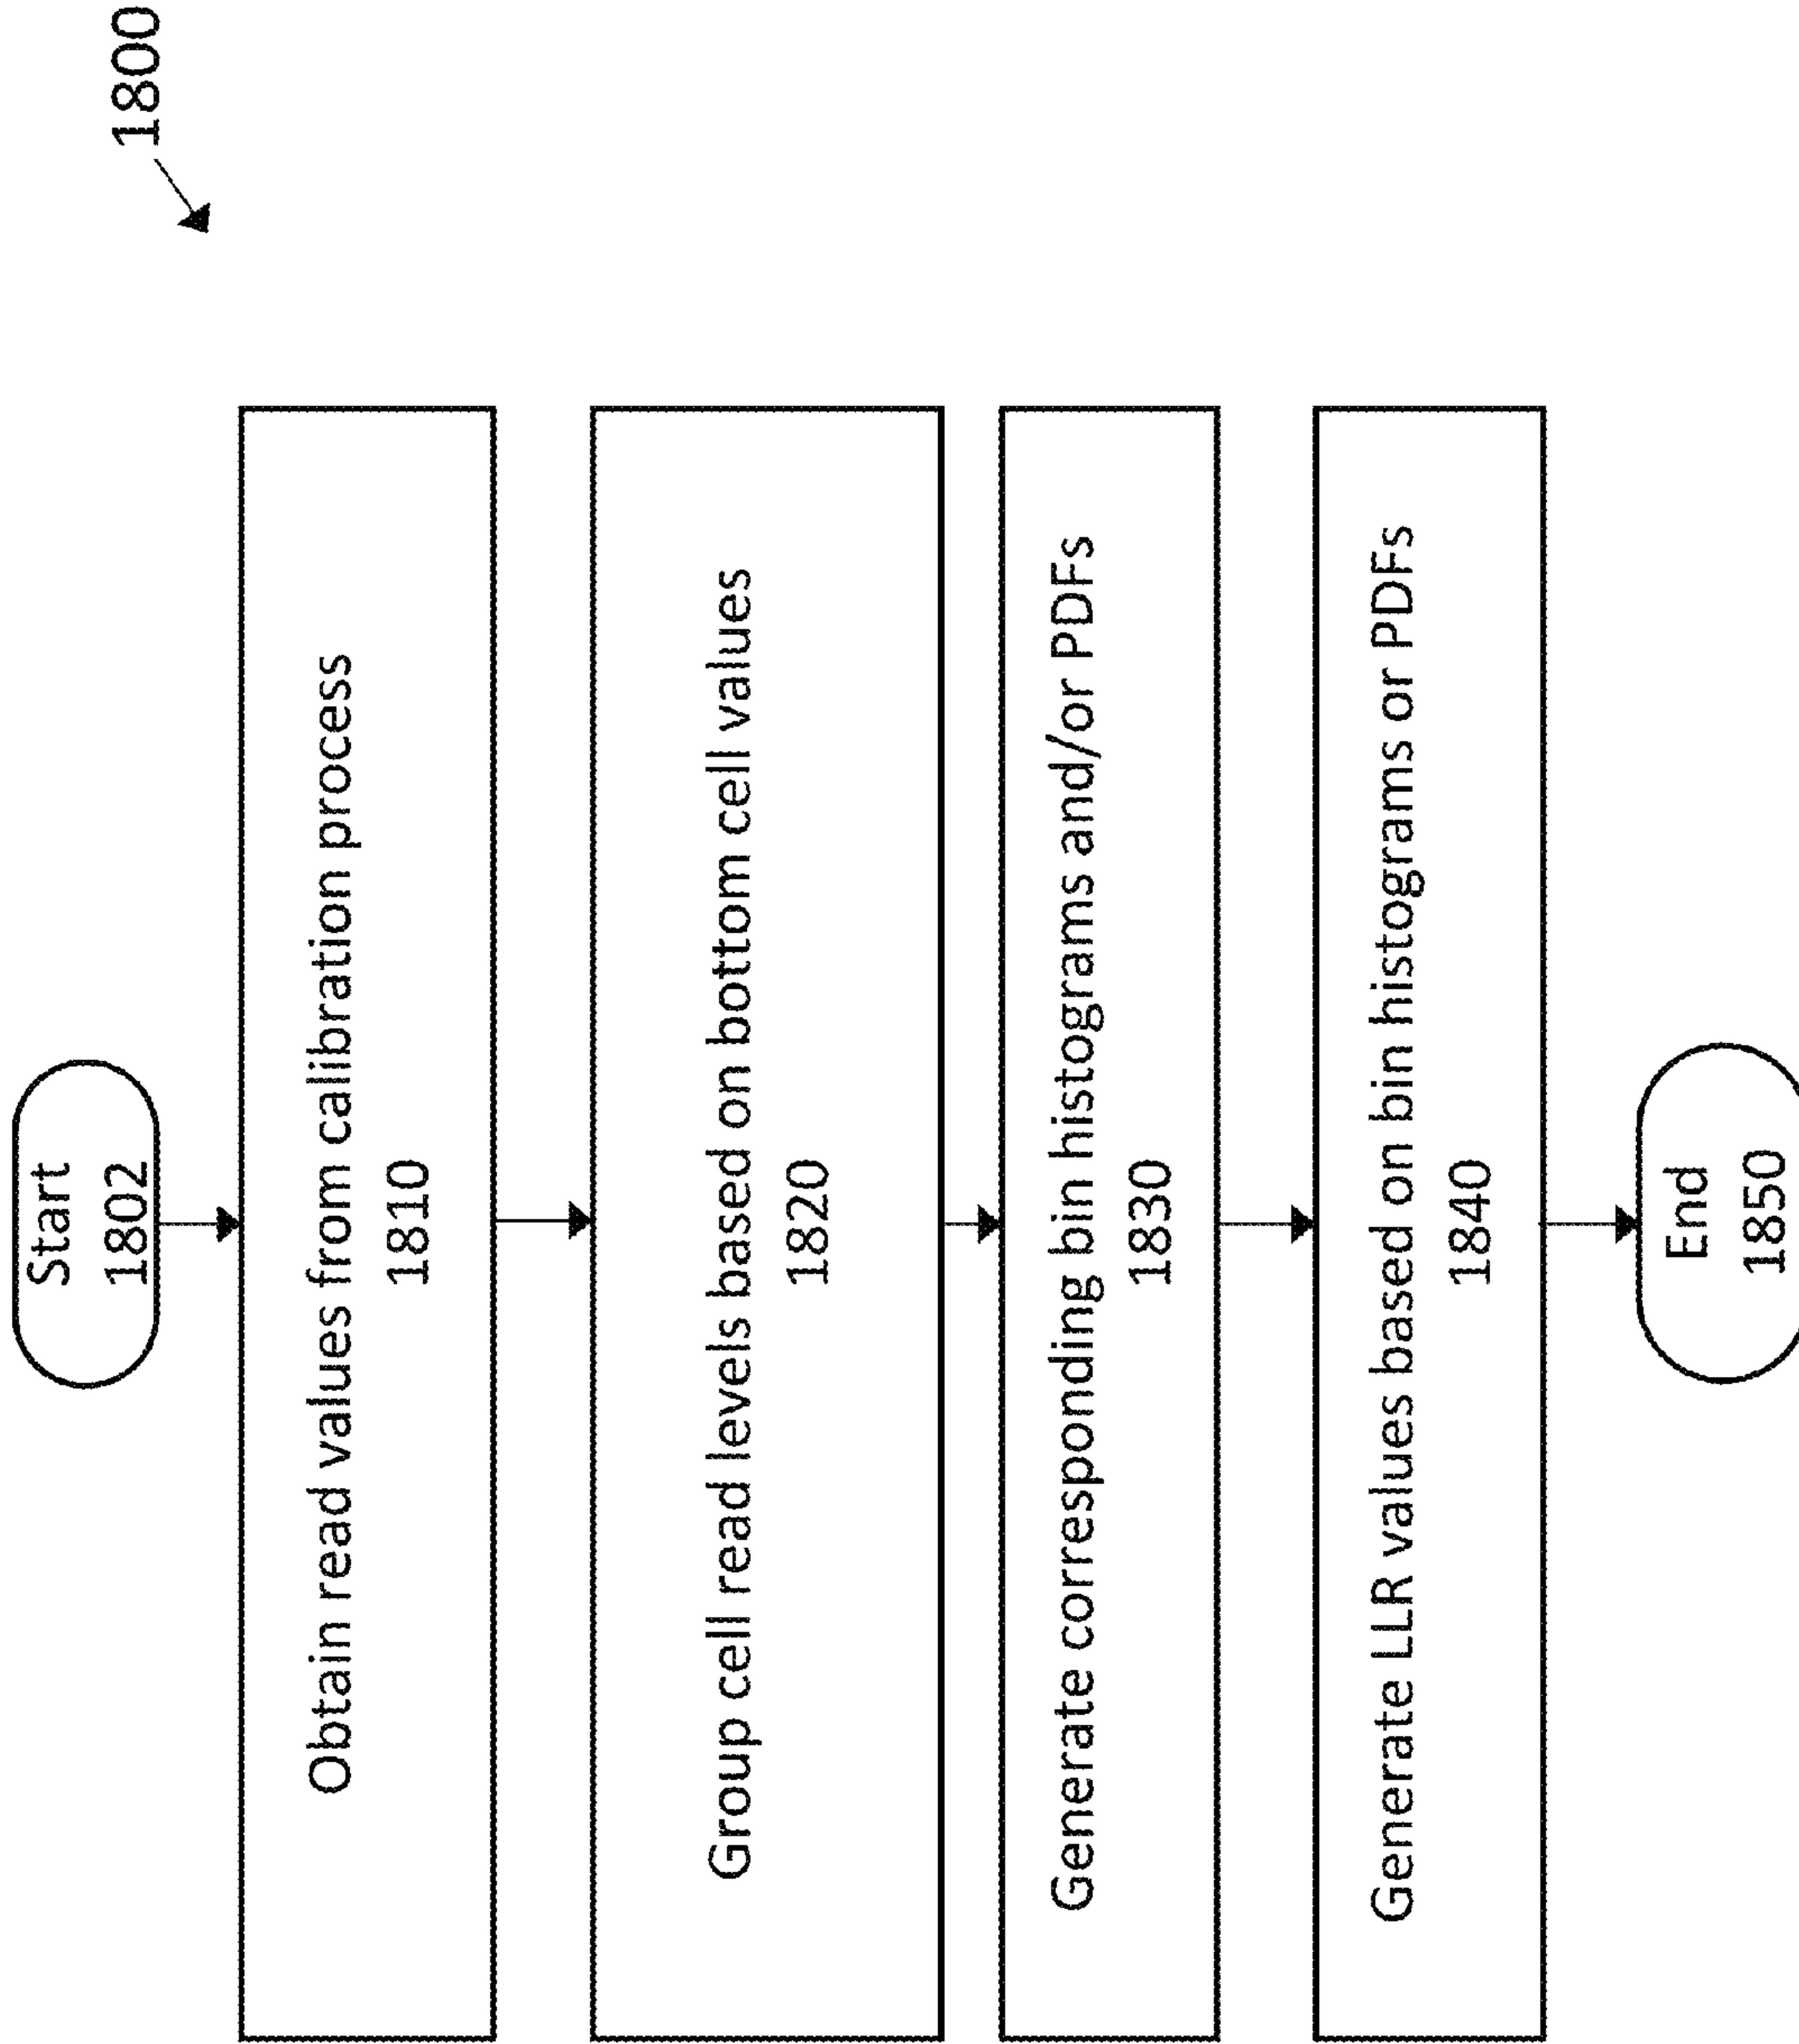 1800
Start
1802
Obtain read values from calibration process
1810
Group cell read levels based on bottom cell values
1820
Generate corresponding bin histograms and/or PDFs
1830
Generate LLR values based on bin histograms or PDFs
1840
End
1850